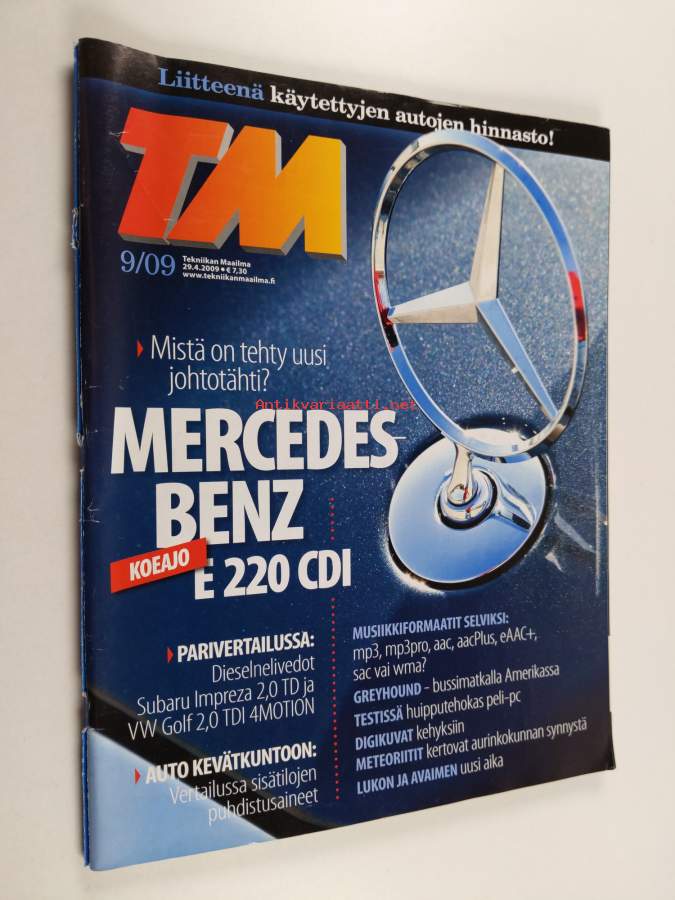 Liitteenä käytettyjen autojen hinnasto!
TM
9/09
Tekniikan Maailma
29.4.2009 • € 7,30
www.tekniikanmaailma.fi
Mistä on tehty uusi
johtotähti?
Antikvariaatti.net
MERCEDES-
BENZ
KOEAJO
E 220 CDI
PARIVERTAILUSSA:
Dieselnelivedot
Subaru Impreza 2,0 TD ja
VW Golf 2,0 TDI 4MOTION
AUTO KEVÄTKUNTOON:
Vertailussa sisätilojen
puhdistusaineet
MUSIIKKIFORMAATIT SELVIKSI:
mp3, mp3pro, aac, aacPlus, eAAC+,
sac vai wma?
GREYHOUND – bussimatkalla Amerikassa
TESTISSÄ huipputehokas peli-pc
DIGIKUVAT kehyksiin
METEORIITIT kertovat aurinkokunnan synnystä
LUKON JA AVAIMEN uusi aika